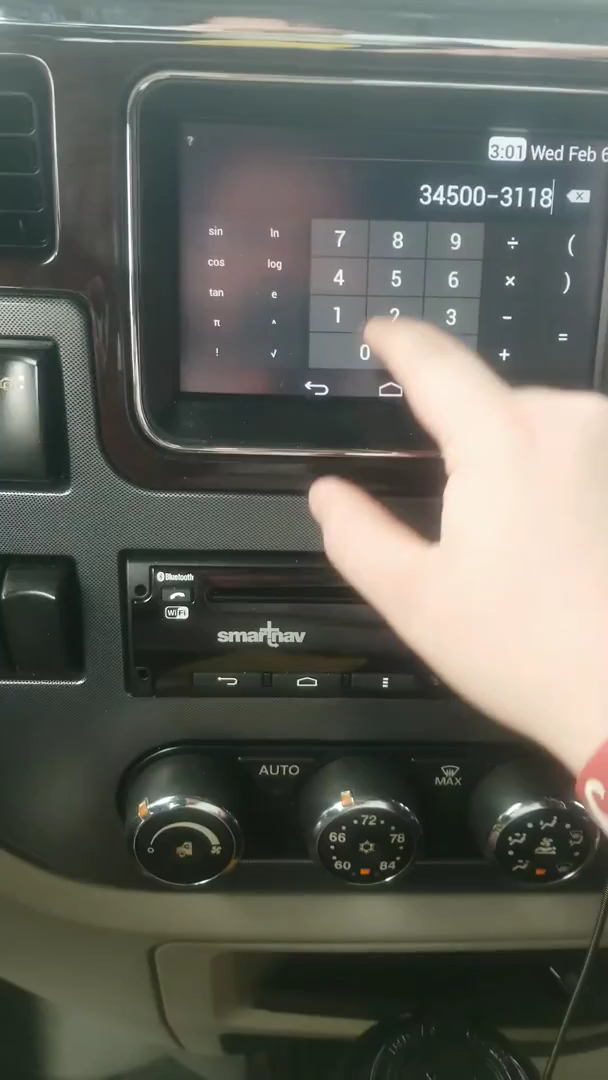 ?
3:01 Wed Feb 6
34500-3118
sin ln 7 8 9 ÷ (
cos log 4 5 6 × )
tan e 1 2 3 −
π ^ =
! √ 0 +
Bluetooth
WiFi
smartnav
AUTO
MAX
72
66 78
60 84